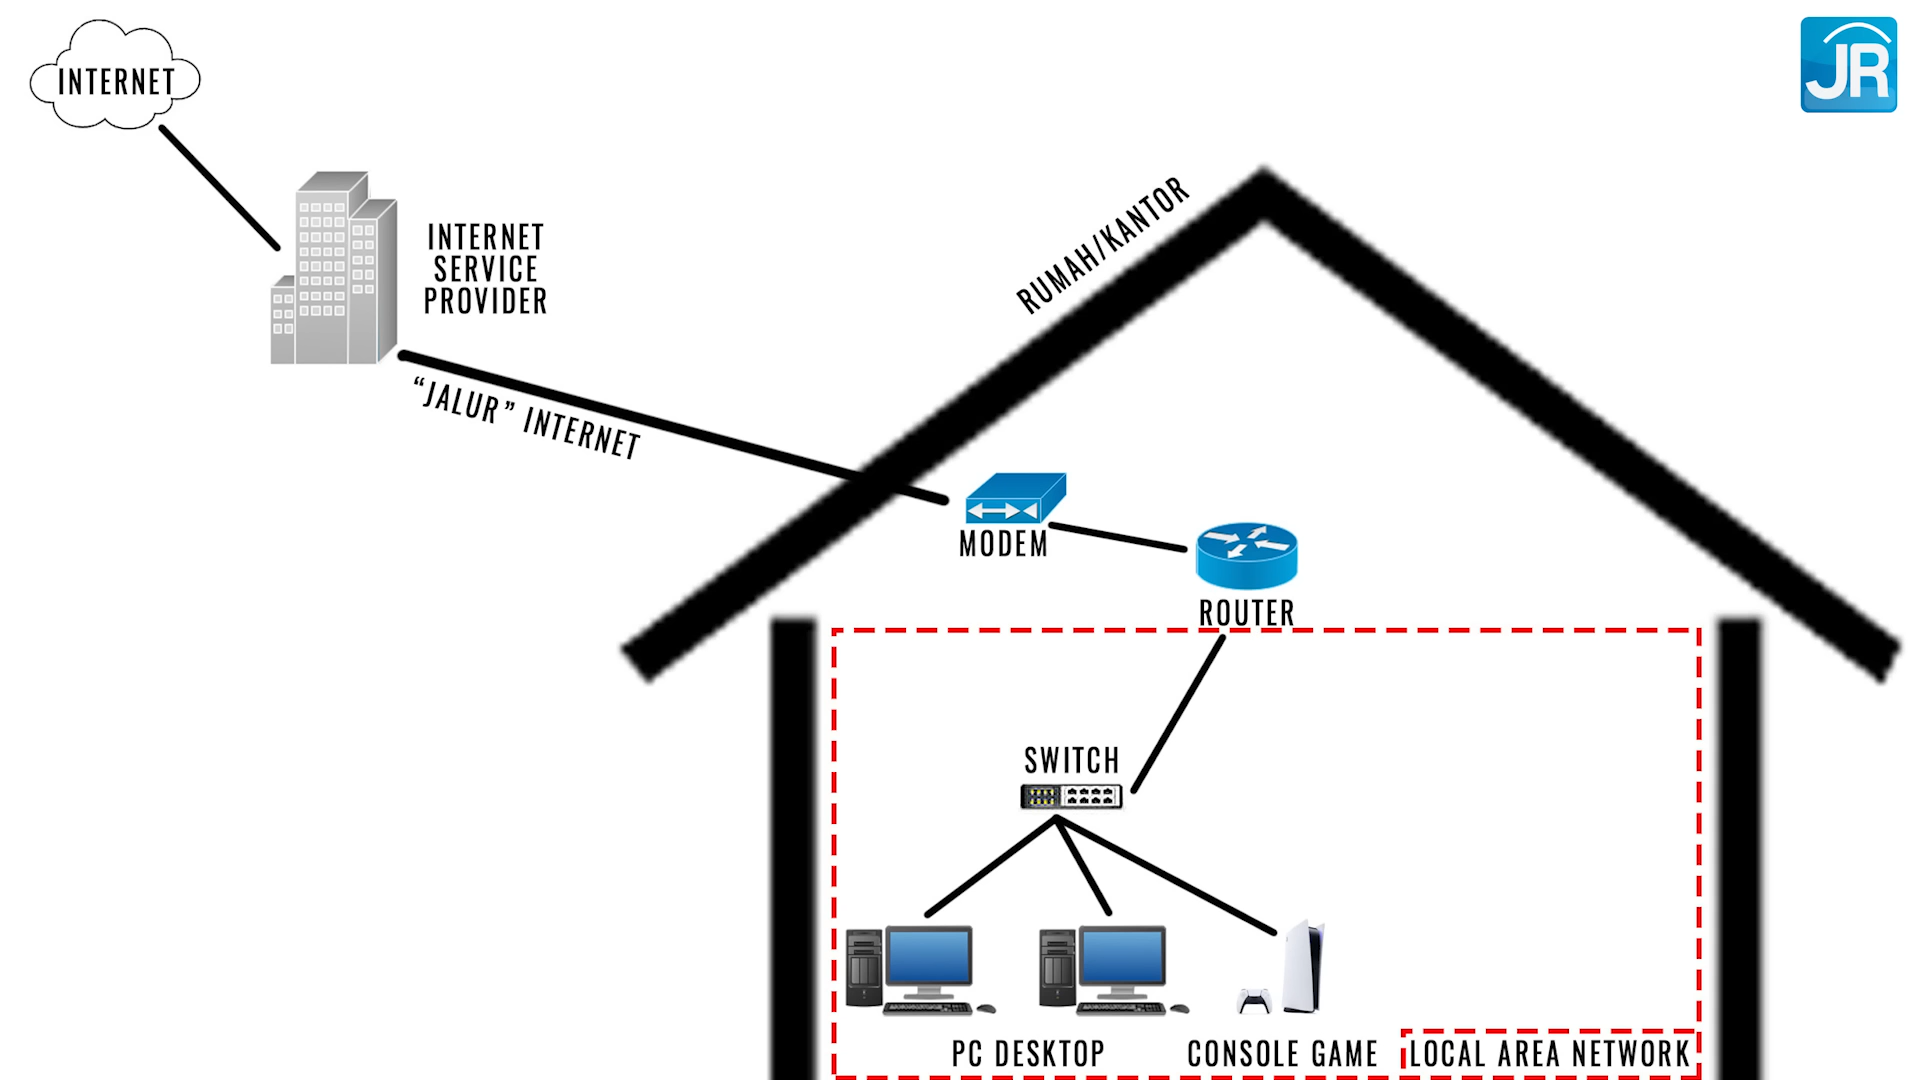 INTERNET
JR
INTERNET
SERVICE
PROVIDER
RUMAH/KANTOR
“JALUR” INTERNET
MODEM
ROUTER
SWITCH
PC DESKTOP
CONSOLE GAME
LOCAL AREA NETWORK